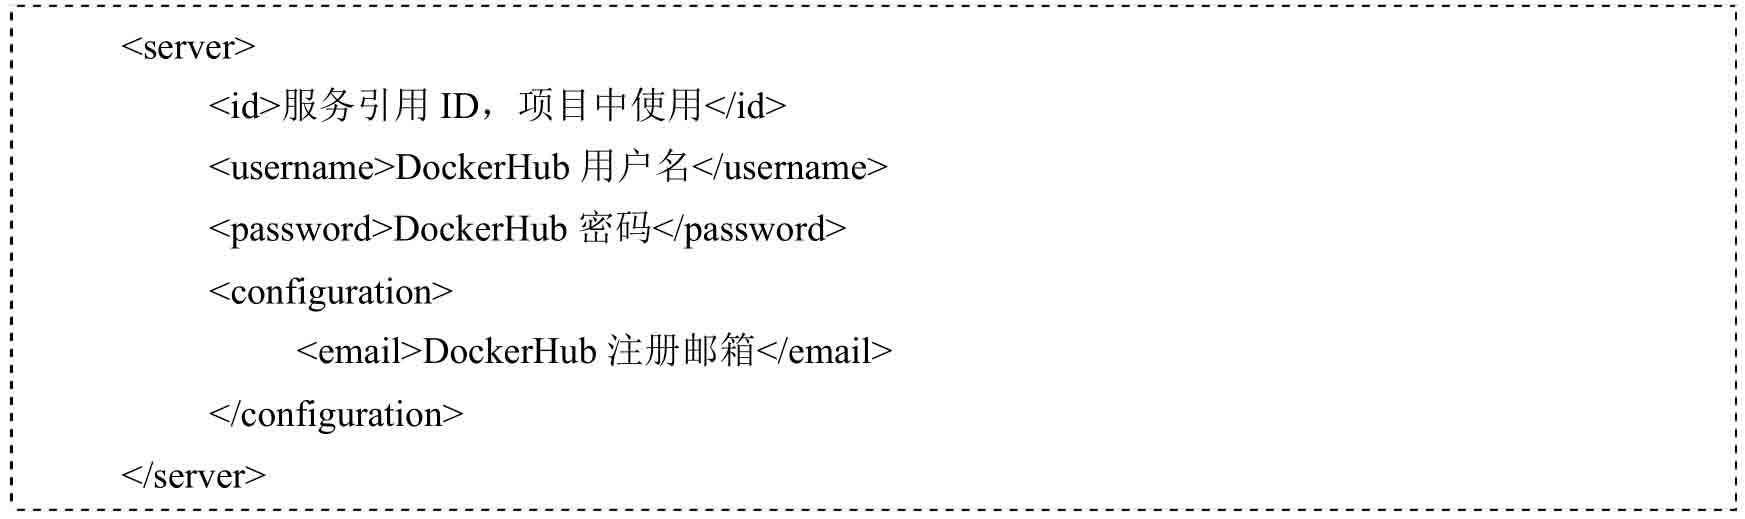 <server>
<id>服务引用 ID，项目中使用</id>
<username>DockerHub 用户名</username>
<password>DockerHub 密码</password>
<configuration>
<email>DockerHub 注册邮箱</email>
</configuration>
</server>